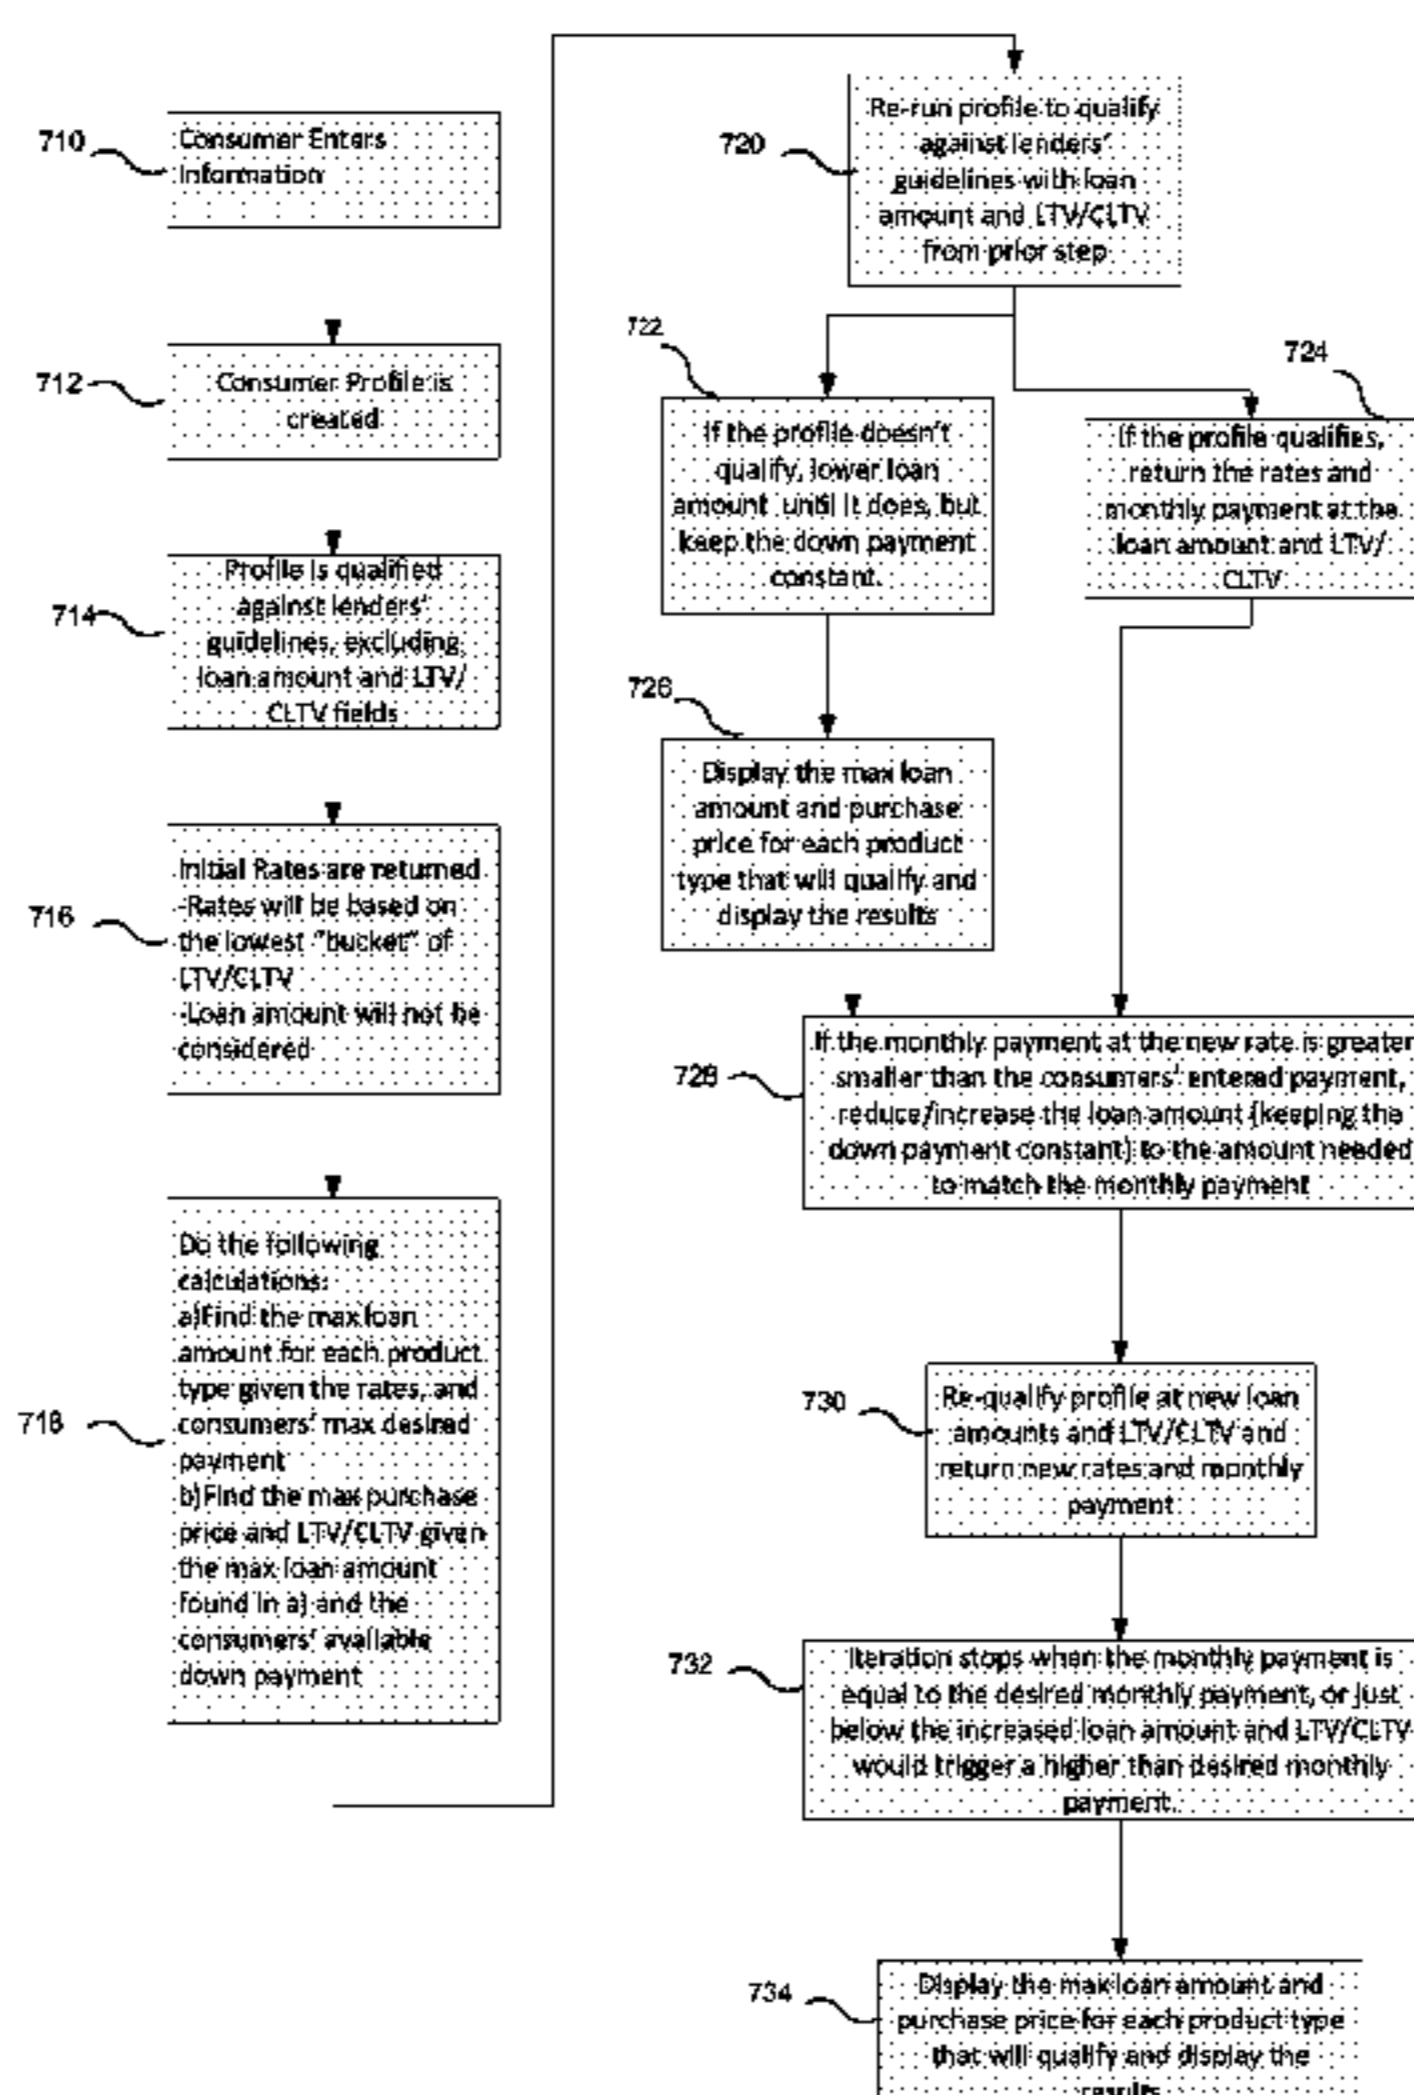 710
Consumer Enters
Information
712
Consumer Profile is
created
714
Profile is qualified
against lenders'
guidelines, excluding
loan amount and LTV/
CLTV fields
716
Initial Rates are returned
-Rates will be based on
the lowest "bucket" of
LTV/CLTV
-Loan amount will not be
considered
718
Do the following
calculations:
a)Find the max loan
amount for each product
type given the rates, and
consumers' max desired
payment
b)Find the max purchase
price and LTV/CLTV given
the max loan amount
found in a) and the
consumers' available
down payment
720
Re-run profile to qualify
against lenders'
guidelines with loan
amount and LTV/CLTV
from prior step
722
If the profile doesn't
qualify, lower loan
amount until it does, but
keep the down payment
constant.
724
If the profile qualifies,
return the rates and
monthly payment at the
loan amount and LTV/
CLTV
726
Display the max loan
amount and purchase
price for each product
type that will qualify and
display the results
728
If the monthly payment at the new rate is greater
smaller than the consumers' entered payment,
reduce/increase the loan amount (keeping the
down payment constant) to the amount needed
to match the monthly payment
730
Re-qualify profile at new loan
amounts and LTV/CLTV and
return new rates and monthly
payment
732
Iteration stops when the monthly payment is
equal to the desired monthly payment, or just
below the increased loan amount and LTV/CLTV
would trigger a higher than desired monthly
payment.
734
Display the max loan amount and
purchase price for each product type
that will qualify and display the
results